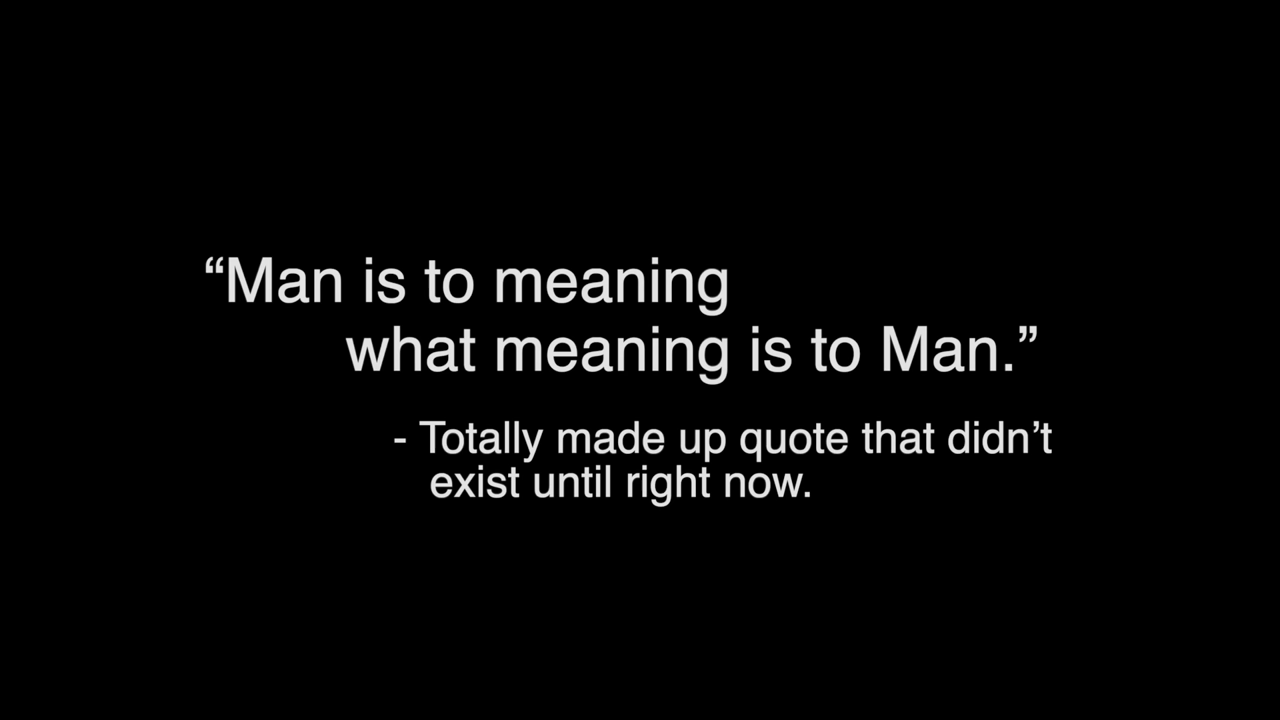 “Man is to meaning
what meaning is to Man.”
- Totally made up quote that didn’t
exist until right now.